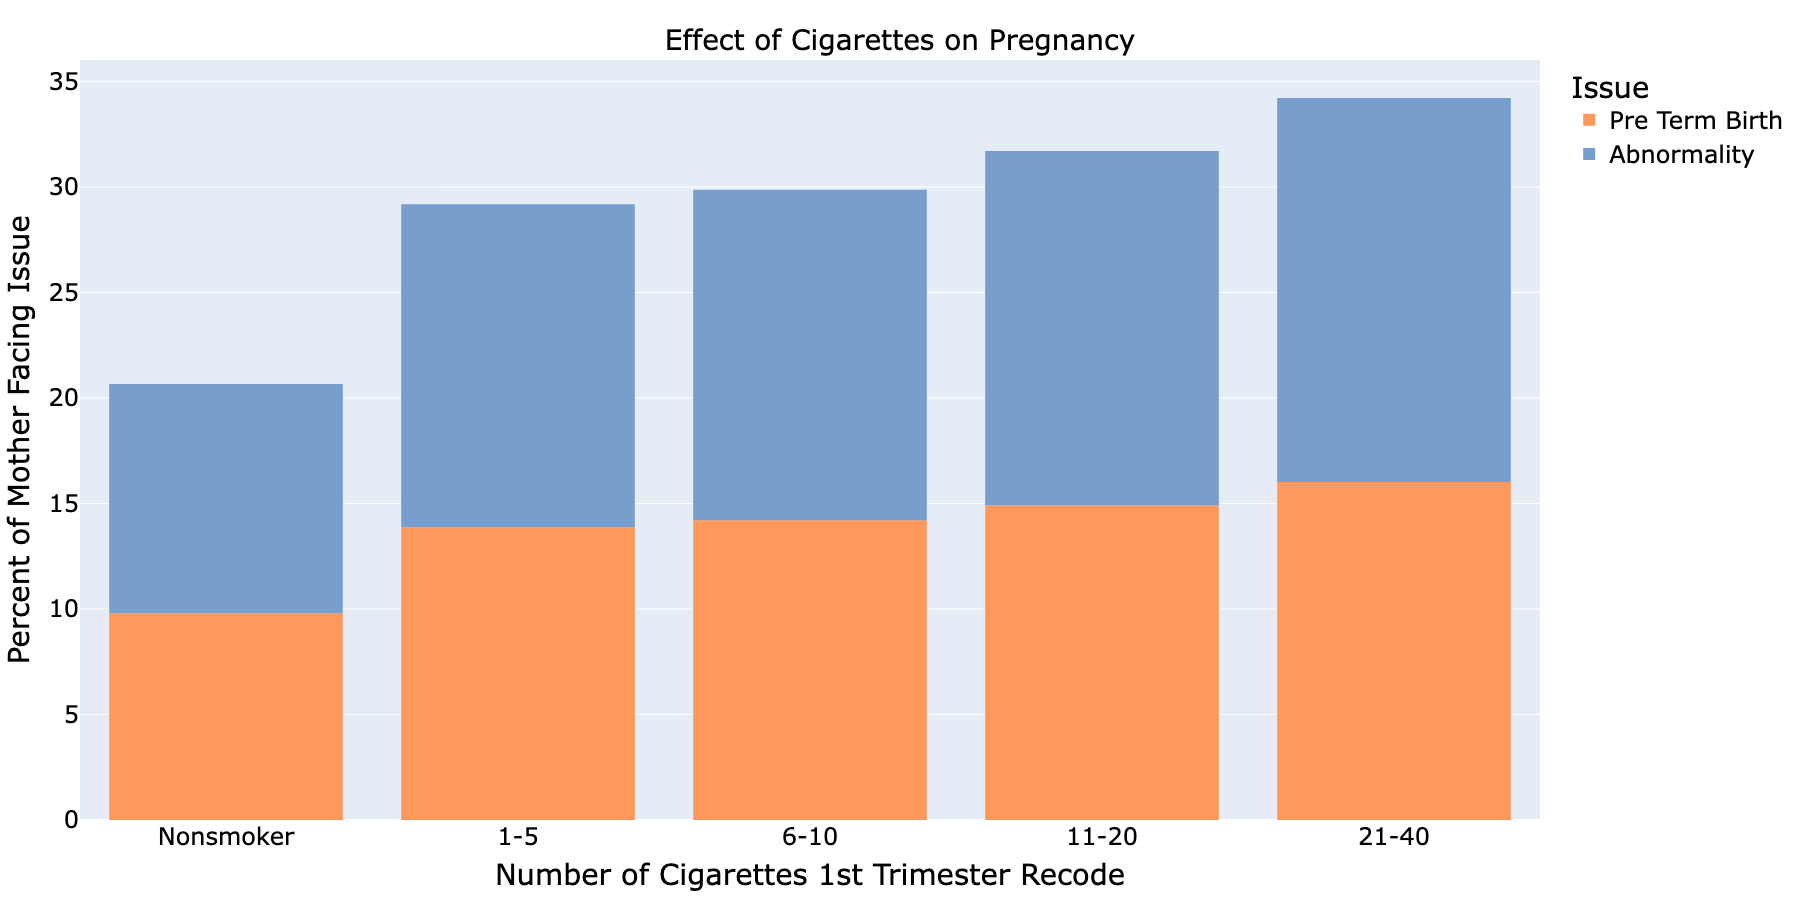 Effect of Cigarettes on Pregnancy
Issue
Pre Term Birth
Abnormality
Percent of Mother Facing Issue
35
30
25
20
15
10
5
0
Nonsmoker 1-5 6-10 11-20 21-40
Number of Cigarettes 1st Trimester Recode